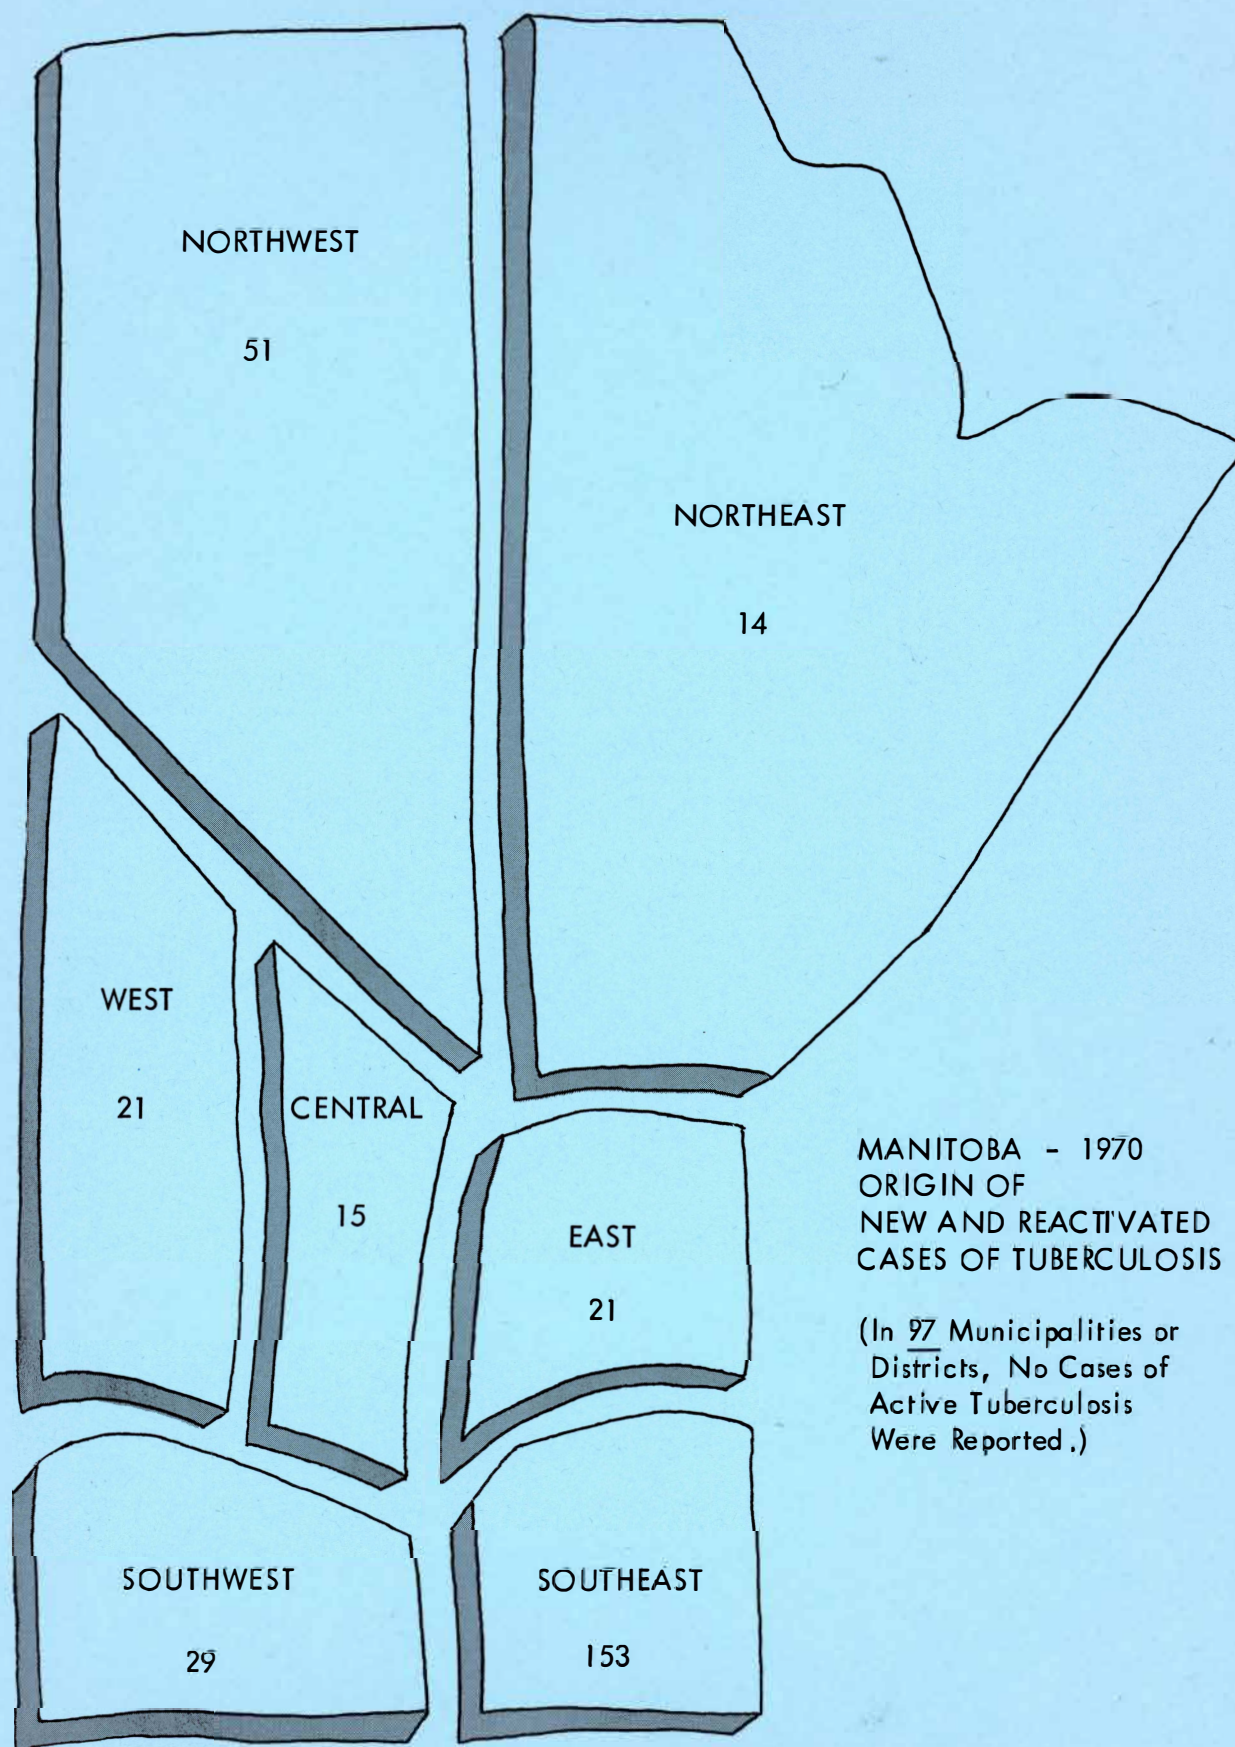 NORTHWEST
51
NORTHEAST
14
WEST
21
CENTRAL
15
EAST
21
MANITOBA - 1970
ORIGIN OF
NEW AND REACTIVATED
CASES OF TUBERCULOSIS
(In 97 Municipalities or
Districts, No Cases of
Active Tuberculosis
Were Reported.)
SOUTHWEST
29
SOUTHEAST
153